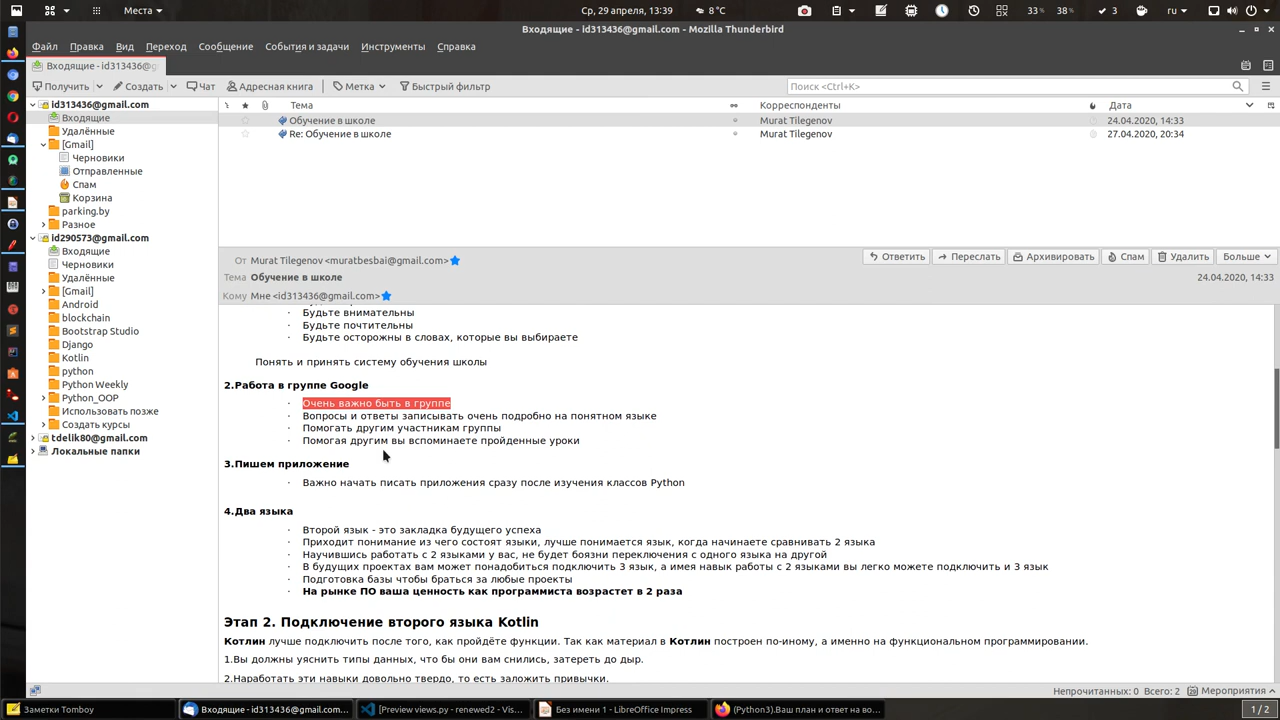 Места
Ср, 29 апреля, 13:39
8°C
33 %
38%
3
ru
Входящие - id313436@gmail.com - Mozilla Thunderbird
Файл Правка Вид Переход Сообщение События и задачи Инструменты Справка
Входящие - id313436@g
Получить Создать Чат Адресная книга Метка Быстрый фильтр
Поиск <Ctrl+K>
id313436@gmail.com
Входящие
Удалённые
[Gmail]
Черновики
Отправленные
Спам
Корзина
parking.by
Разное
id290573@gmail.com
Входящие
Черновики
Удалённые
[Gmail]
Android
blockchain
Bootstrap Studio
Django
Kotlin
python
Python Weekly
Python_OOP
Использовать позже
Создать курсы
tdelik80@gmail.com
Локальные папки
Тема Корреспонденты Дата
Обучение в школе Murat Tilegenov 24.04.2020, 14:33
Re: Обучение в школе Murat Tilegenov 27.04.2020, 20:34
От Murat Tilegenov <muratbesbai@gmail.com>
Ответить Переслать Архивировать Спам Удалить Больше
Тема Обучение в школе
24.04.2020, 14:33
Кому Мне <id313436@gmail.com>
· Будьте внимательны
· Будьте почтительны
· Будьте осторожны в словах, которые вы выбираете
Понять и принять систему обучения школы
2.Работа в группе Google
· Очень важно быть в группе
· Вопросы и ответы записывать очень подробно на понятном языке
· Помогать другим участникам группы
· Помогая другим вы вспоминаете пройденные уроки
3.Пишем приложение
· Важно начать писать приложения сразу после изучения классов Python
4.Два языка
· Второй язык - это закладка будущего успеха
· Приходит понимание из чего состоят языки, лучше понимается язык, когда начинаете сравнивать 2 языка
· Научившись работать с 2 языками у вас, не будет боязни переключения с одного языка на другой
· В будущих проектах вам может понадобиться подключить 3 язык, а имея навык работы с 2 языками вы легко можете подключить и 3 язык
· Подготовка базы чтобы браться за любые проекты
· На рынке ПО ваша ценность как программиста возрастет в 2 раза
Этап 2. Подключение второго языка Kotlin
Котлин лучше подключить после того, как пройдёте функции. Так как материал в Котлин построен по-иному, а именно на функциональном программировании.
1.Вы должны уяснить типы данных, что бы они вам снились, затереть до дыр.
2.Наработать эти навыки довольно твердо, то есть заложить привычки.
Непрочитанных: 0 Всего: 2 Мероприятия
Заметки Tomboy
Входящие - id313436@gmail.com...
[Preview views.py - renewed2 - Vis...
Без имени 1 - LibreOffice Impress
(Python3).Ваш план и ответ на во...
1 / 2